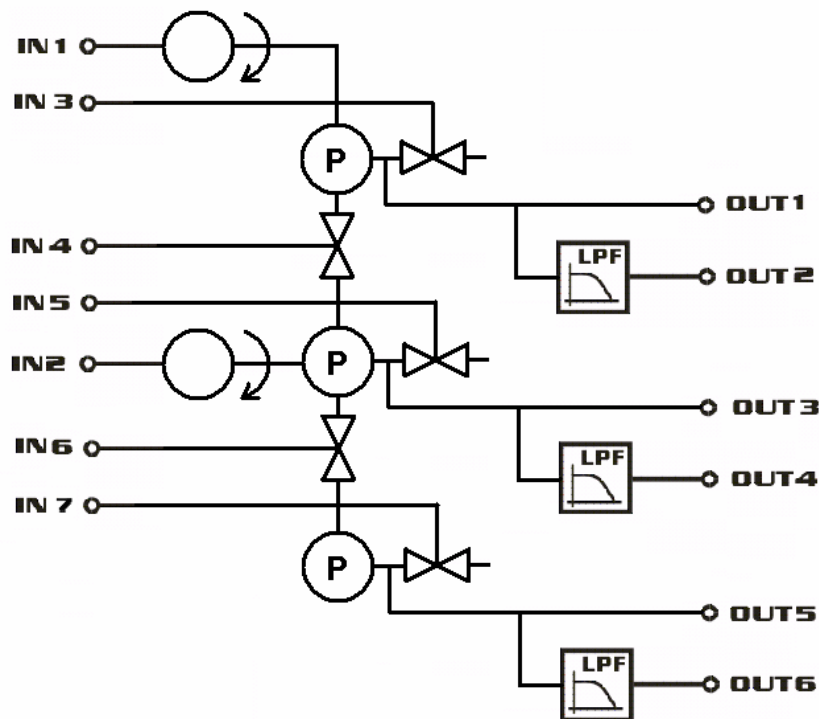 IN1
IN3
P
OUT1
IN4
LPF
OUT2
IN5
IN2
P
OUT3
IN6
LPF
OUT4
IN7
P
OUT5
LPF
OUT6